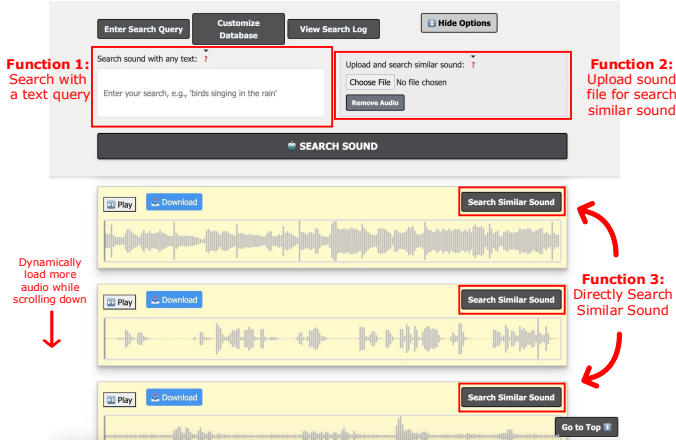 Enter Search Query
Customize
Database
View Search Log
Hide Options
Function 1:
Search with
a text query
Search sound with any text: ?
Enter your search, e.g., 'birds singing in the rain'
Upload and search similar sound: ?
Choose File No file chosen
Remove Audio
Function 2:
Upload sound
file for search
similar sound
SEARCH SOUND
Play
Download
Search Similar Sound
Dynamically
load more
audio while
scrolling down
Function 3:
Directly Search
Similar Sound
Play
Download
Search Similar Sound
Play
Download
Search Similar Sound
Go to Top